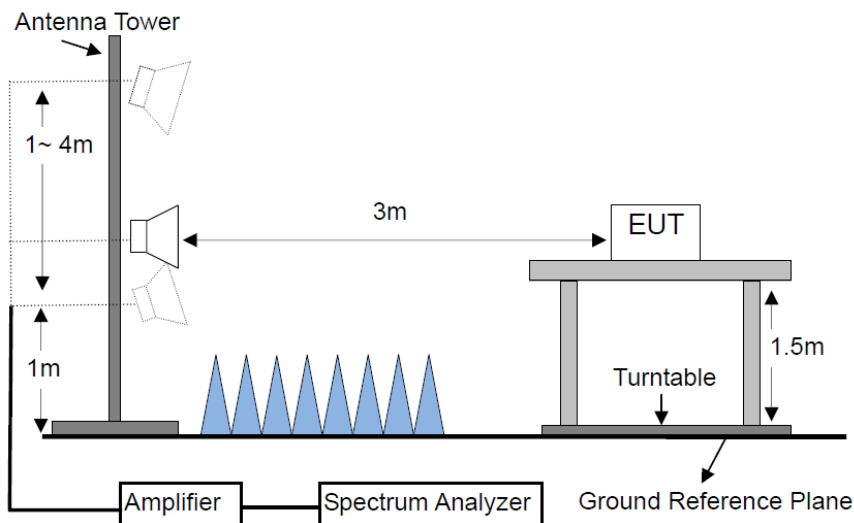 Antenna Tower
1~ 4m
3m
EUT
1m
1.5m
Turntable
Amplifier
Spectrum Analyzer
Ground Reference Plane